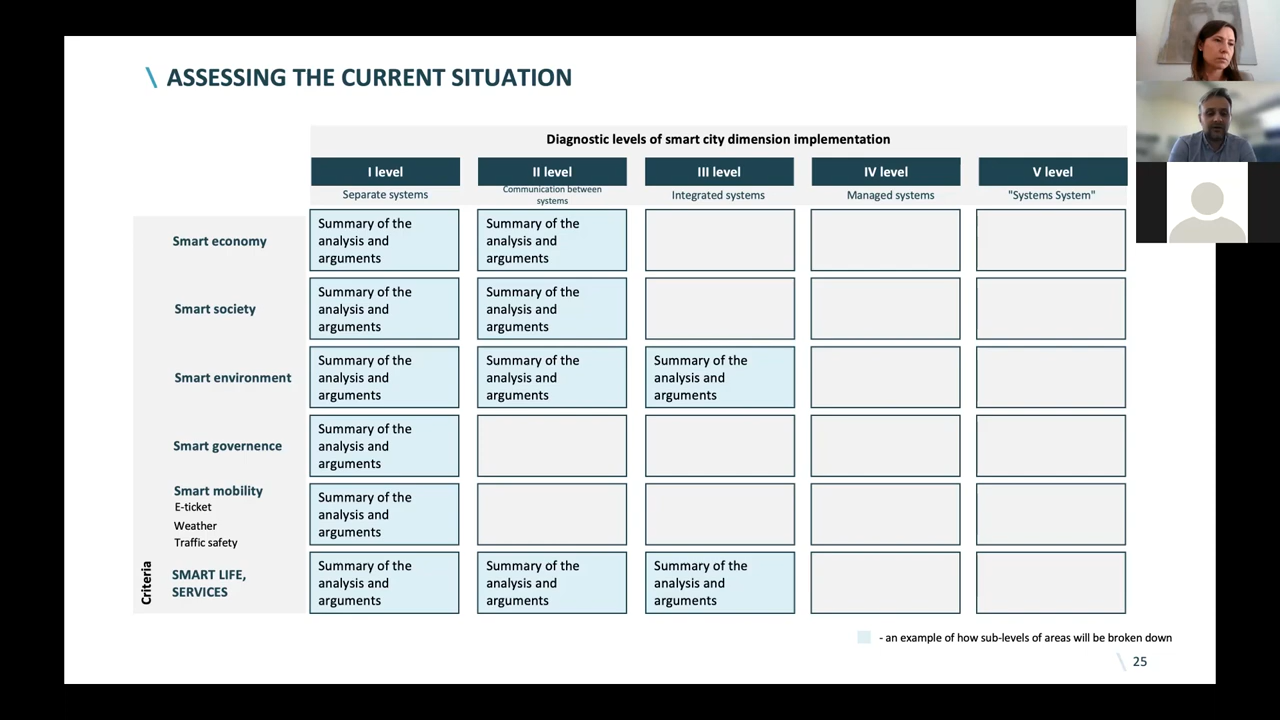 \ ASSESSING THE CURRENT SITUATION
Diagnostic levels of smart city dimension implementation
I level
II level
III level
IV level
V level
Separate systems
Communication between
systems
Integrated systems
Managed systems
"Systems System"
Smart economy
Summary of the
analysis and
arguments
Summary of the
analysis and
arguments
Smart society
Summary of the
analysis and
arguments
Summary of the
analysis and
arguments
Smart environment
Summary of the
analysis and
arguments
Summary of the
analysis and
arguments
Summary of the
analysis and
arguments
Smart governence
Summary of the
analysis and
arguments
Smart mobility
E-ticket
Weather
Traffic safety
Summary of the
analysis and
arguments
Criteria
SMART LIFE,
SERVICES
Summary of the
analysis and
arguments
Summary of the
analysis and
arguments
Summary of the
analysis and
arguments
- an example of how sub-levels of areas will be broken down
\ 25